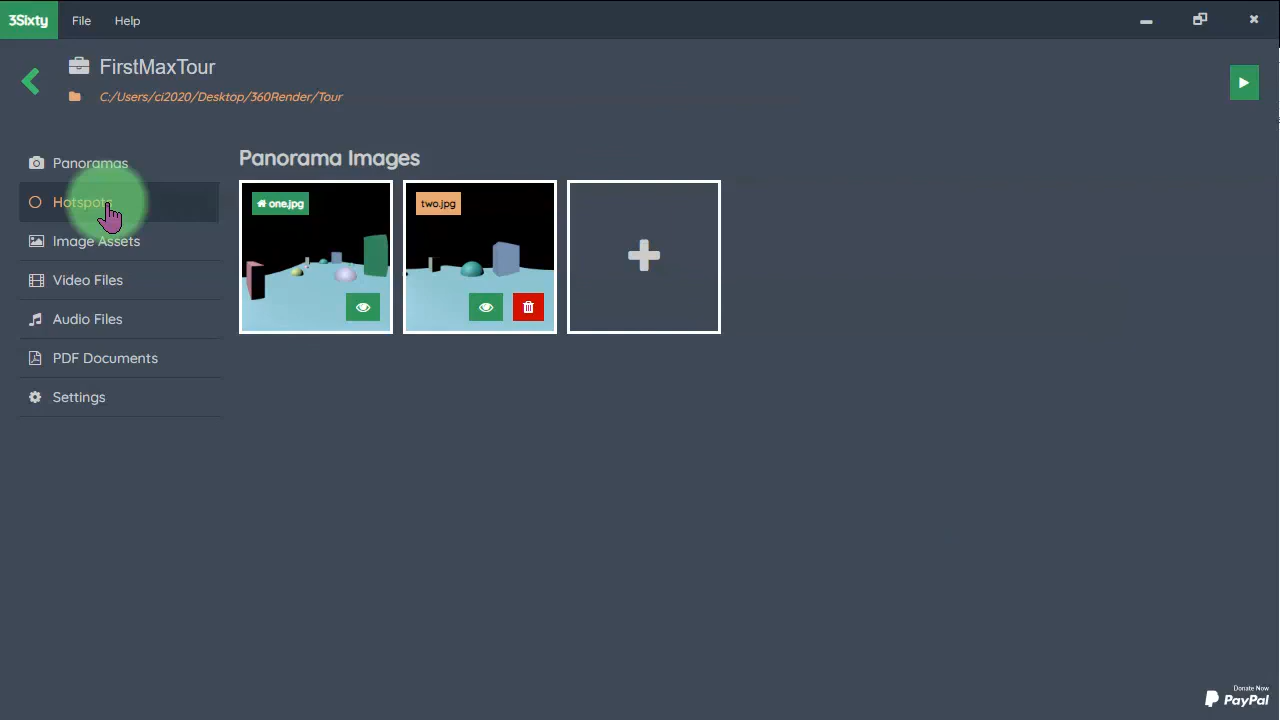 3Sixty File Help
FirstMaxTour
C:/Users/ci2020/Desktop/360Render/Tour
Panoramas
Hotspots
Image Assets
Video Files
Audio Files
PDF Documents
Settings
Panorama Images
one.jpg
two.jpg
Donate Now
PayPal